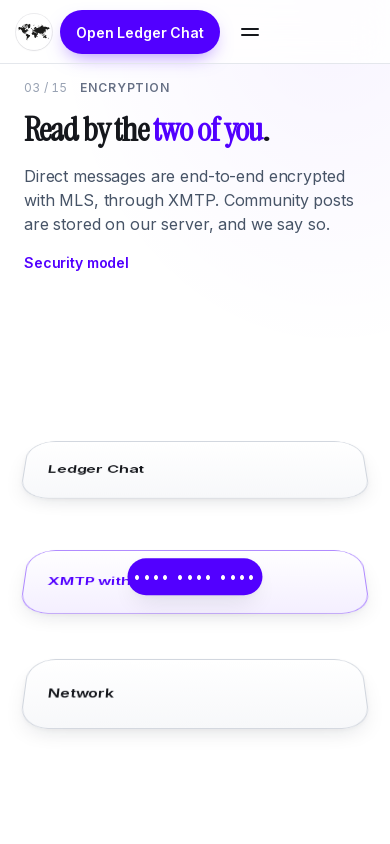 Open Ledger Chat
03 / 15 ENCRYPTION
Read by the two of you.
Direct messages are end-to-end encrypted
with MLS, through XMTP. Community posts
are stored on our server, and we say so.
Security model
Ledger Chat
XMTP with
•••• •••• ••••
Network